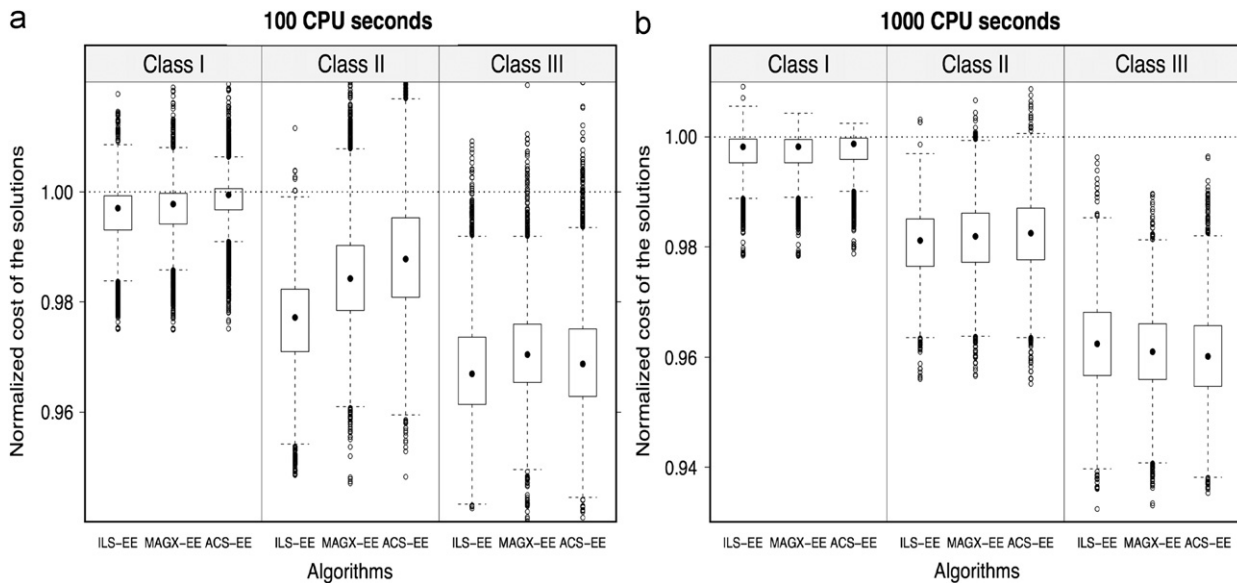 a
100 CPU seconds
Class I Class II Class III
Normalized cost of the solutions
1.00
0.98
0.96
ILS-EE MAGX-EE ACS-EE ILS-EE MAGX-EE ACS-EE ILS-EE MAGX-EE ACS-EE
Algorithms
b
1000 CPU seconds
Class I Class II Class III
Normalized cost of the solutions
1.00
0.98
0.96
0.94
ILS-EE MAGX-EE ACS-EE ILS-EE MAGX-EE ACS-EE ILS-EE MAGX-EE ACS-EE
Algorithms